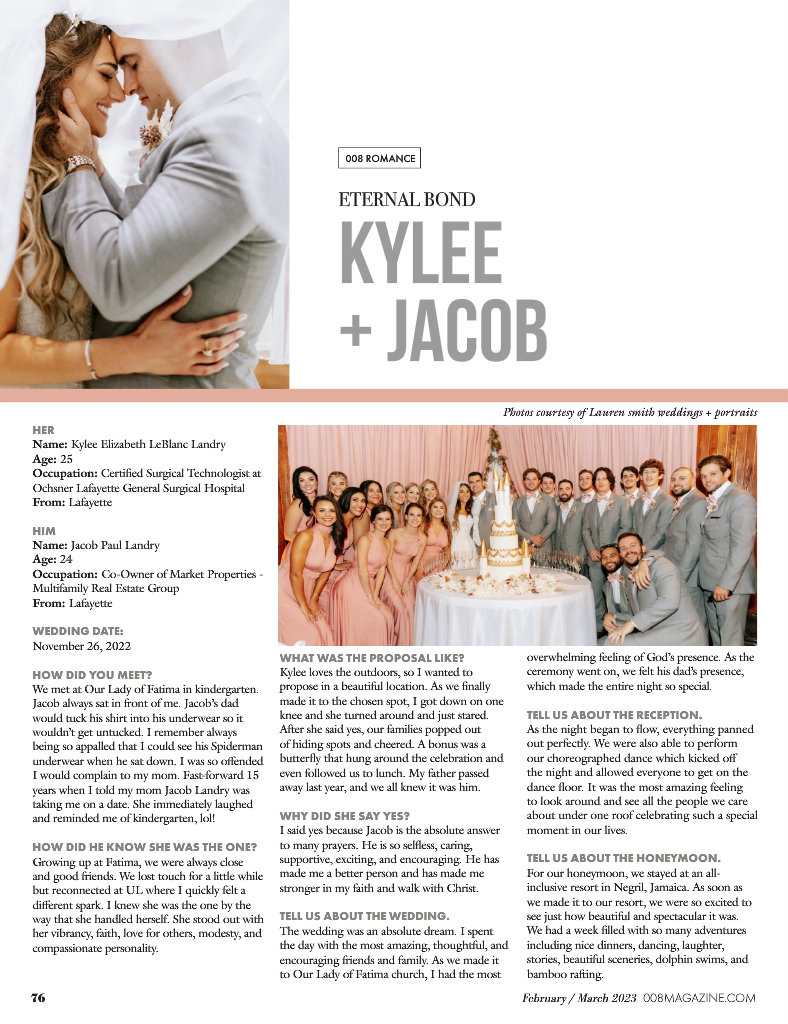 008 ROMANCE
ETERNAL BOND
KYLEE
+ JACOB
Photos courtesy of Lauren smith weddings + portraits
HER
Name: Kylee Elizabeth LeBlanc Landry
Age: 25
Occupation: Certified Surgical Technologist at
Ochsner Lafayette General Surgical Hospital
From: Lafayette
HIM
Name: Jacob Paul Landry
Age: 24
Occupation: Co-Owner of Market Properties -
Multifamily Real Estate Group
From: Lafayette
WEDDING DATE:
November 26, 2022
HOW DID YOU MEET?
We met at Our Lady of Fatima in kindergarten.
Jacob always sat in front of me. Jacob's dad
would tuck his shirt into his underwear so it
wouldn't get untucked. I remember always
being so appalled that I could see his Spiderman
underwear when he sat down. I was so offended
I would complain to my mom. Fast-forward 15
years when I told my mom Jacob Landry was
taking me on a date. She immediately laughed
and reminded me of kindergarten, lol!
HOW DID HE KNOW SHE WAS THE ONE?
Growing up at Fatima, we were always close
and good friends. We lost touch for a little while
but reconnected at UL where I quickly felt a
different spark. I knew she was the one by the
way that she handled herself. She stood out with
her vibrancy, faith, love for others, modesty, and
compassionate personality.
WHAT WAS THE PROPOSAL LIKE?
Kylee loves the outdoors, so I wanted to
propose in a beautiful location. As we finally
made it to the chosen spot, I got down on one
knee and she turned around and just stared.
After she said yes, our families popped out
of hiding spots and cheered. A bonus was a
butterfly that hung around the celebration and
even followed us to lunch. My father passed
away last year, and we all knew it was him.
WHY DID SHE SAY YES?
I said yes because Jacob is the absolute answer
to many prayers. He is so selfless, caring,
supportive, exciting, and encouraging. He has
made me a better person and has made me
stronger in my faith and walk with Christ.
TELL US ABOUT THE WEDDING.
The wedding was an absolute dream. I spent
the day with the most amazing, thoughtful, and
encouraging friends and family. As we made it
to Our Lady of Fatima church, I had the most
overwhelming feeling of God's presence. As the
ceremony went on, we felt his dad's presence,
which made the entire night so special.
TELL US ABOUT THE RECEPTION.
As the night began to flow, everything panned
out perfectly. We were also able to perform
our choreographed dance which kicked off
the night and allowed everyone to get on the
dance floor. It was the most amazing feeling
to look around and see all the people we care
about under one roof celebrating such a special
moment in our lives.
TELL US ABOUT THE HONEYMOON.
For our honeymoon, we stayed at an all-
inclusive resort in Negril, Jamaica. As soon as
we made it to our resort, we were so excited to
see just how beautiful and spectacular it was.
We had a week filled with so many adventures
including nice dinners, dancing, laughter,
stories, beautiful sceneries, dolphin swims, and
bamboo rafting.
76
February / March 2023 008MAGAZINE.COM